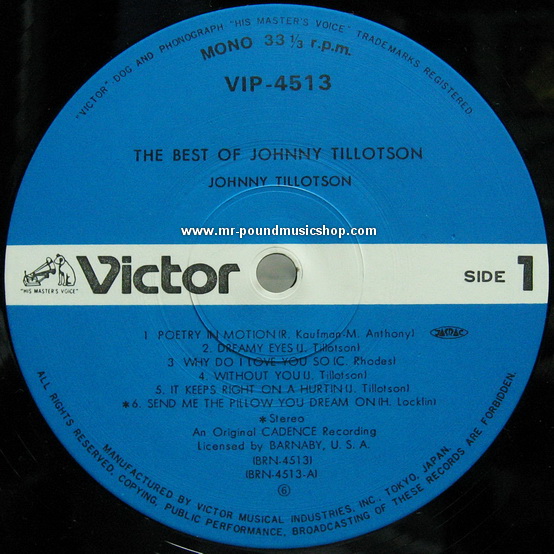 "VICTOR" DOG AND PHONOGRAPH "HIS MASTER'S VOICE" TRADEMARKS REGISTERED.
MONO 33 1/3 r.p.m.
VIP-4513
THE BEST OF JOHNNY TILLOTSON
JOHNNY TILLOTSON
www.mr-poundmusicshop.com
"HIS MASTER'S VOICE"
Victor
SIDE 1
1 POETRY IN MOTION(R. Kaufman-M. Anthony)
JASRAC
2. DREAMY EYES(J. Tillotson)
3. WHY DO I LOVE YOU SO(C. Rhodes)
4. WITHOUT YOU(J. Tillotson)
5. IT KEEPS RIGHT ON A HURTIN(J. Tillotson)
*6. SEND ME THE PILLOW YOU DREAM ON(H. Locklin)
*Stereo
An Original CADENCE Recording
Licensed by BARNABY, U. S. A.
(BRN-4513)
(BRN-4513-A)
⑥
ALL RIGHTS RESERVED, COPYING, PUBLIC PERFORMANCE, BROADCASTING OF THESE RECORDS ARE FORBIDDEN.
MANUFACTURED BY VICTOR MUSICAL INDUSTRIES, INC., TOKYO, JAPAN.